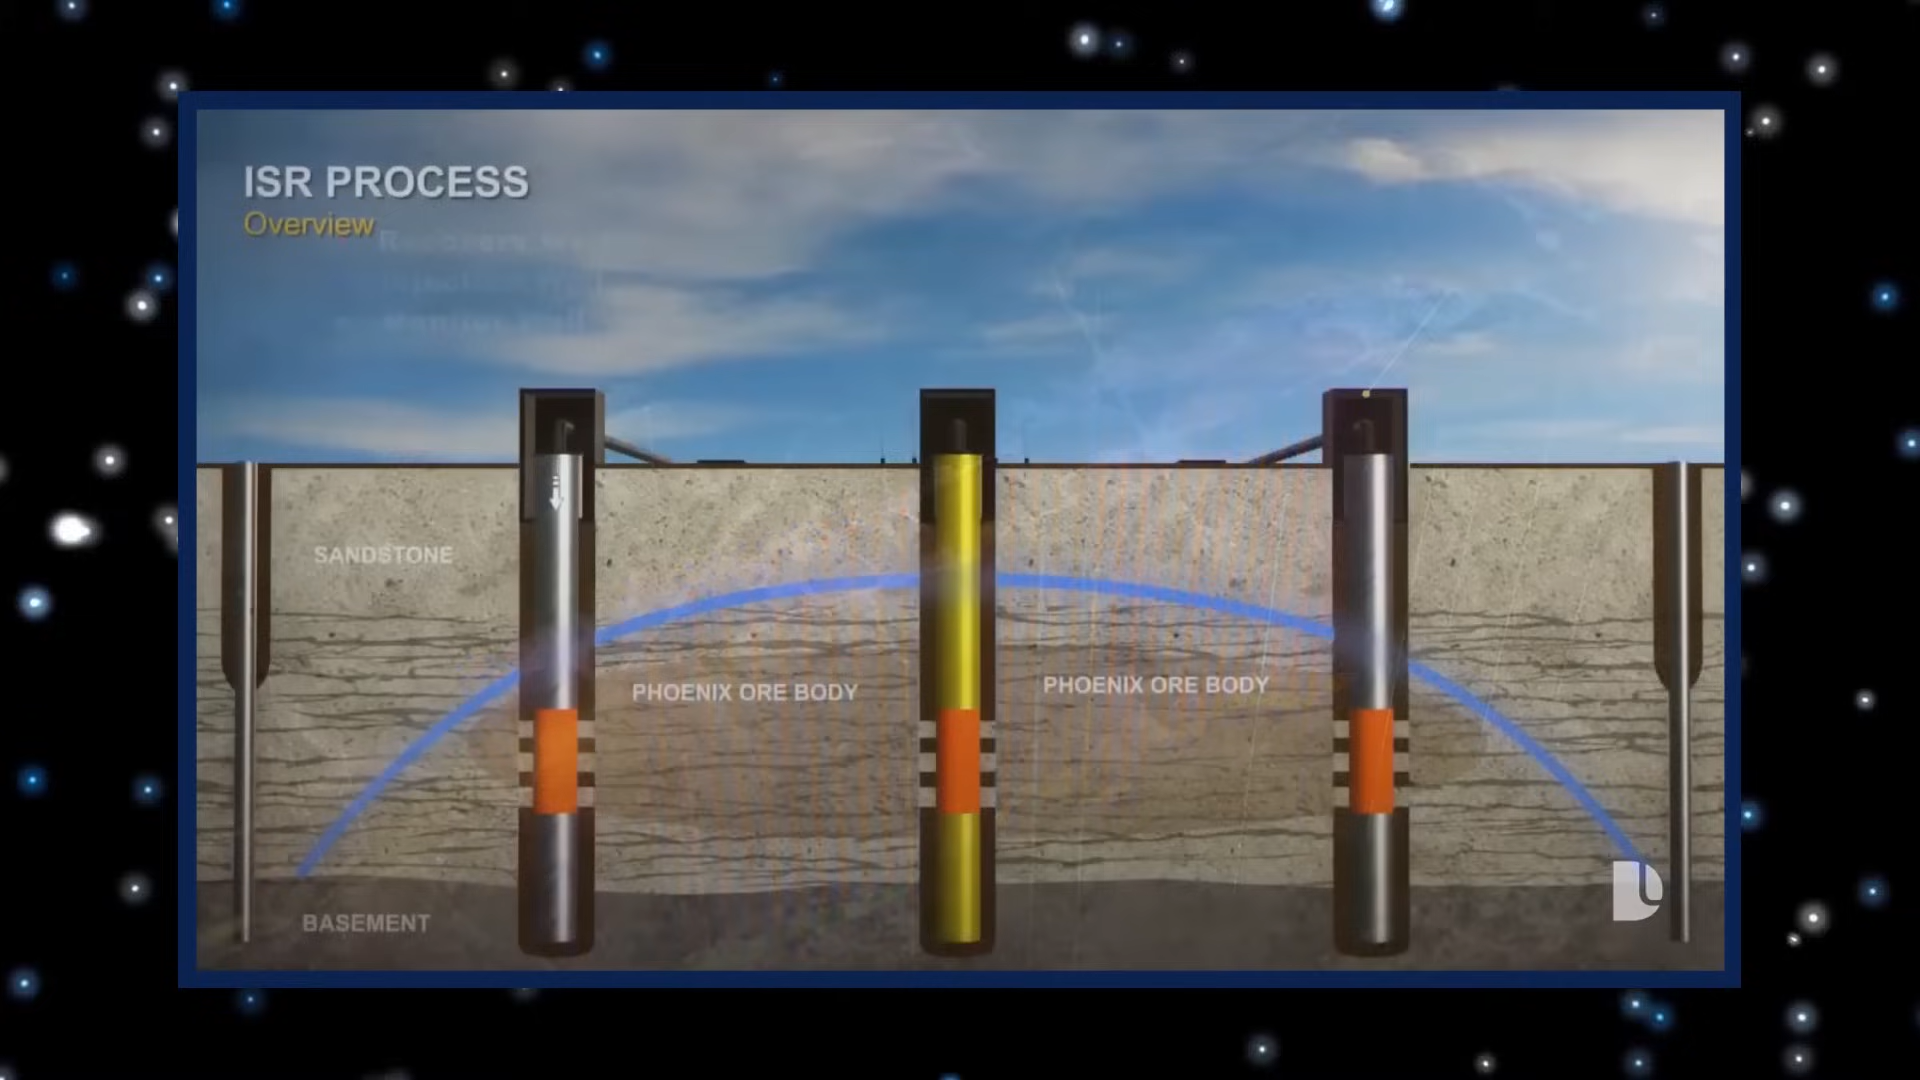 ISR PROCESS
Overview
SANDSTONE
PHOENIX ORE BODY
PHOENIX ORE BODY
BASEMENT